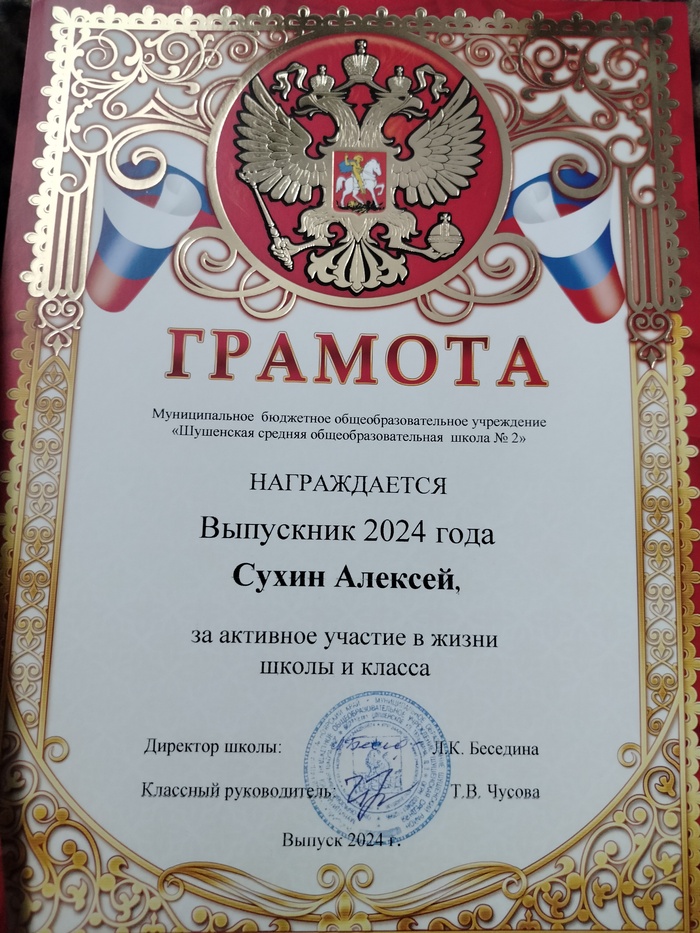 ГРАМОТА
Муниципальное бюджетное общеобразовательное учреждение
«Шушенская средняя общеобразовательная школа № 2»
НАГРАЖДАЕТСЯ
Выпускник 2024 года
Сухин Алексей,
за активное участие в жизни
школы и класса
Директор школы: Л.К. Беседина
Классный руководитель: Т.В. Чусова
Выпуск 2024 г.